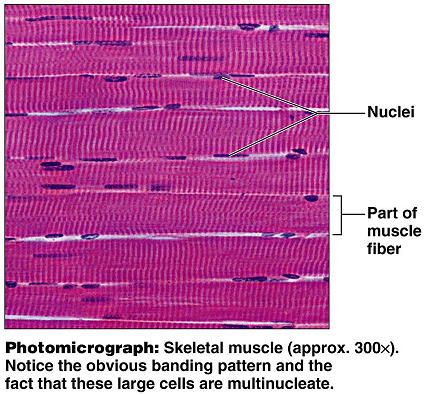 Nuclei
Part of
muscle
fiber
Photomicrograph: Skeletal muscle (approx. 300×).
Notice the obvious banding pattern and the
fact that these large cells are multinucleate.